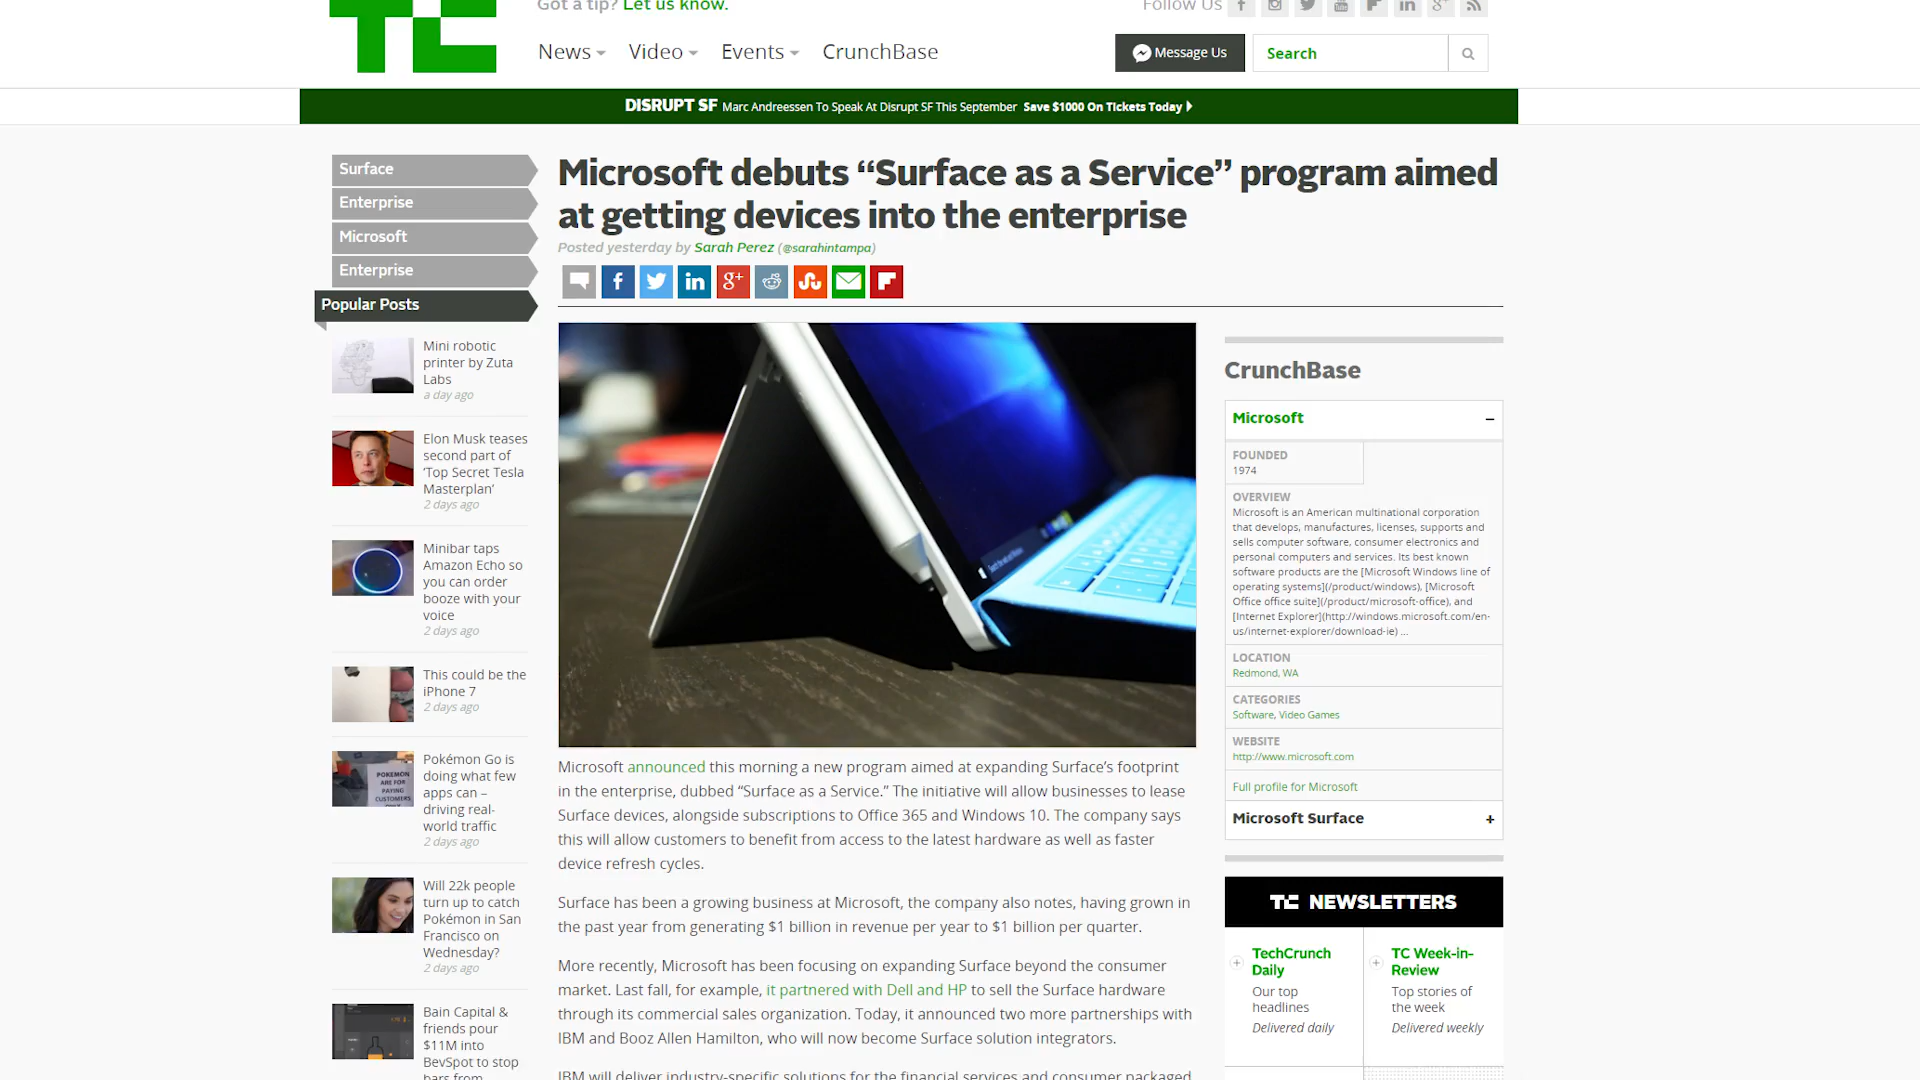 TC
Got a tip? Let us know.
Follow Us
News
Video
Events
CrunchBase
Message Us
Search
DISRUPT SF Marc Andreessen To Speak At Disrupt SF This September Save $1000 On Tickets Today
Surface
Enterprise
Microsoft
Enterprise
Popular Posts
Mini robotic
printer by Zuta
Labs
a day ago
Elon Musk teases
second part of
‘Top Secret Tesla
Masterplan’
2 days ago
Minibar taps
Amazon Echo so
you can order
booze with your
voice
2 days ago
This could be the
iPhone 7
2 days ago
POKEMON
ARE FOR
PAYING
CUSTOMERS
Pokémon Go is
doing what few
apps can –
driving real-
world traffic
2 days ago
Will 22k people
turn up to catch
Pokémon in San
Francisco on
Wednesday?
2 days ago
Bain Capital &
friends pour
$11M into
BevSpot to stop
bars from
Microsoft debuts “Surface as a Service” program aimed
at getting devices into the enterprise
Posted yesterday by Sarah Perez (@sarahintampa)
Microsoft announced this morning a new program aimed at expanding Surface’s footprint
in the enterprise, dubbed “Surface as a Service.” The initiative will allow businesses to lease
Surface devices, alongside subscriptions to Office 365 and Windows 10. The company says
this will allow customers to benefit from access to the latest hardware as well as faster
device refresh cycles.
Surface has been a growing business at Microsoft, the company also notes, having grown in
the past year from generating $1 billion in revenue per year to $1 billion per quarter.
More recently, Microsoft has been focusing on expanding Surface beyond the consumer
market. Last fall, for example, it partnered with Dell and HP to sell the Surface hardware
through its commercial sales organization. Today, it announced two more partnerships with
IBM and Booz Allen Hamilton, who will now become Surface solution integrators.
IBM will deliver industry-specific solutions for the financial services and consumer packaged
CrunchBase
Microsoft –
FOUNDED
1974
OVERVIEW
Microsoft is an American multinational corporation
that develops, manufactures, licenses, supports and
sells computer software, consumer electronics and
personal computers and services. Its best known
software products are the [Microsoft Windows line of
operating systems](/product/windows), [Microsoft
Office office suite](/product/microsoft-office), and
[Internet Explorer](http://windows.microsoft.com/en-
us/internet-explorer/download-ie) ...
LOCATION
Redmond, WA
CATEGORIES
Software, Video Games
WEBSITE
http://www.microsoft.com
Full profile for Microsoft
Microsoft Surface +
TC NEWSLETTERS
TechCrunch
Daily
Our top
headlines
Delivered daily
TC Week-in-
Review
Top stories of
the week
Delivered weekly